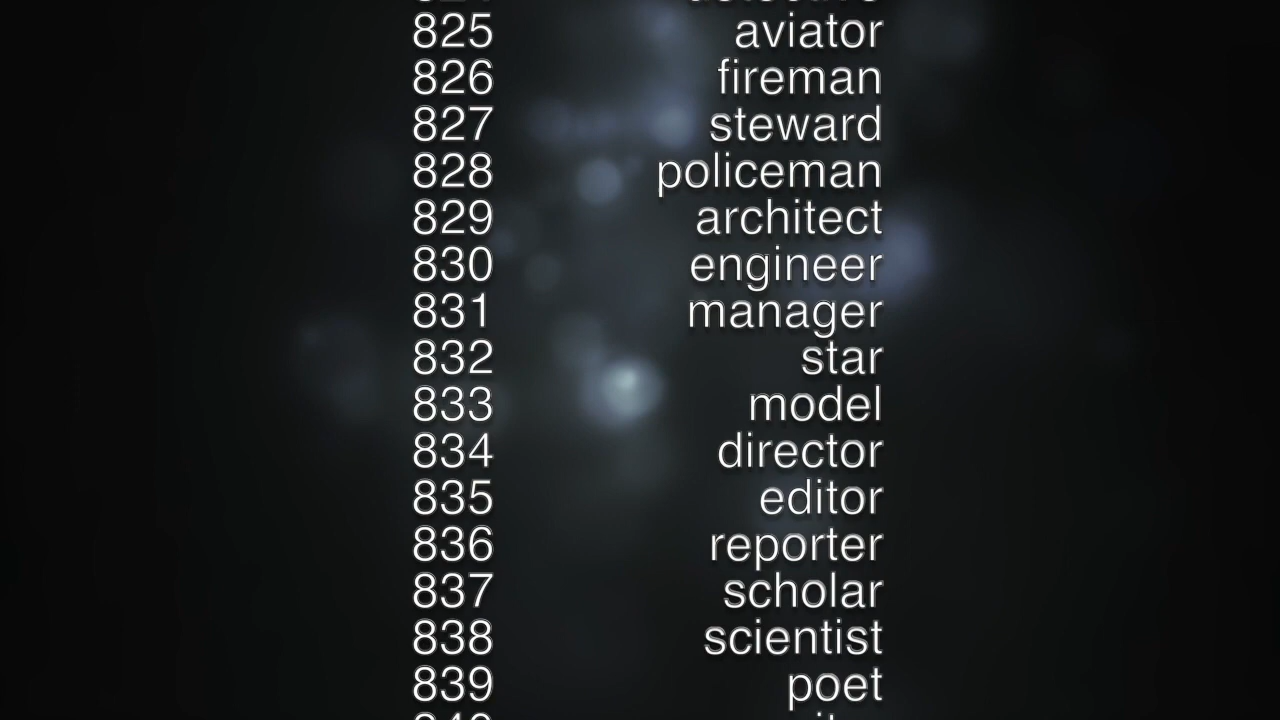 825 aviator
826 fireman
827 steward
828 policeman
829 architect
830 engineer
831 manager
832 star
833 model
834 director
835 editor
836 reporter
837 scholar
838 scientist
839 poet